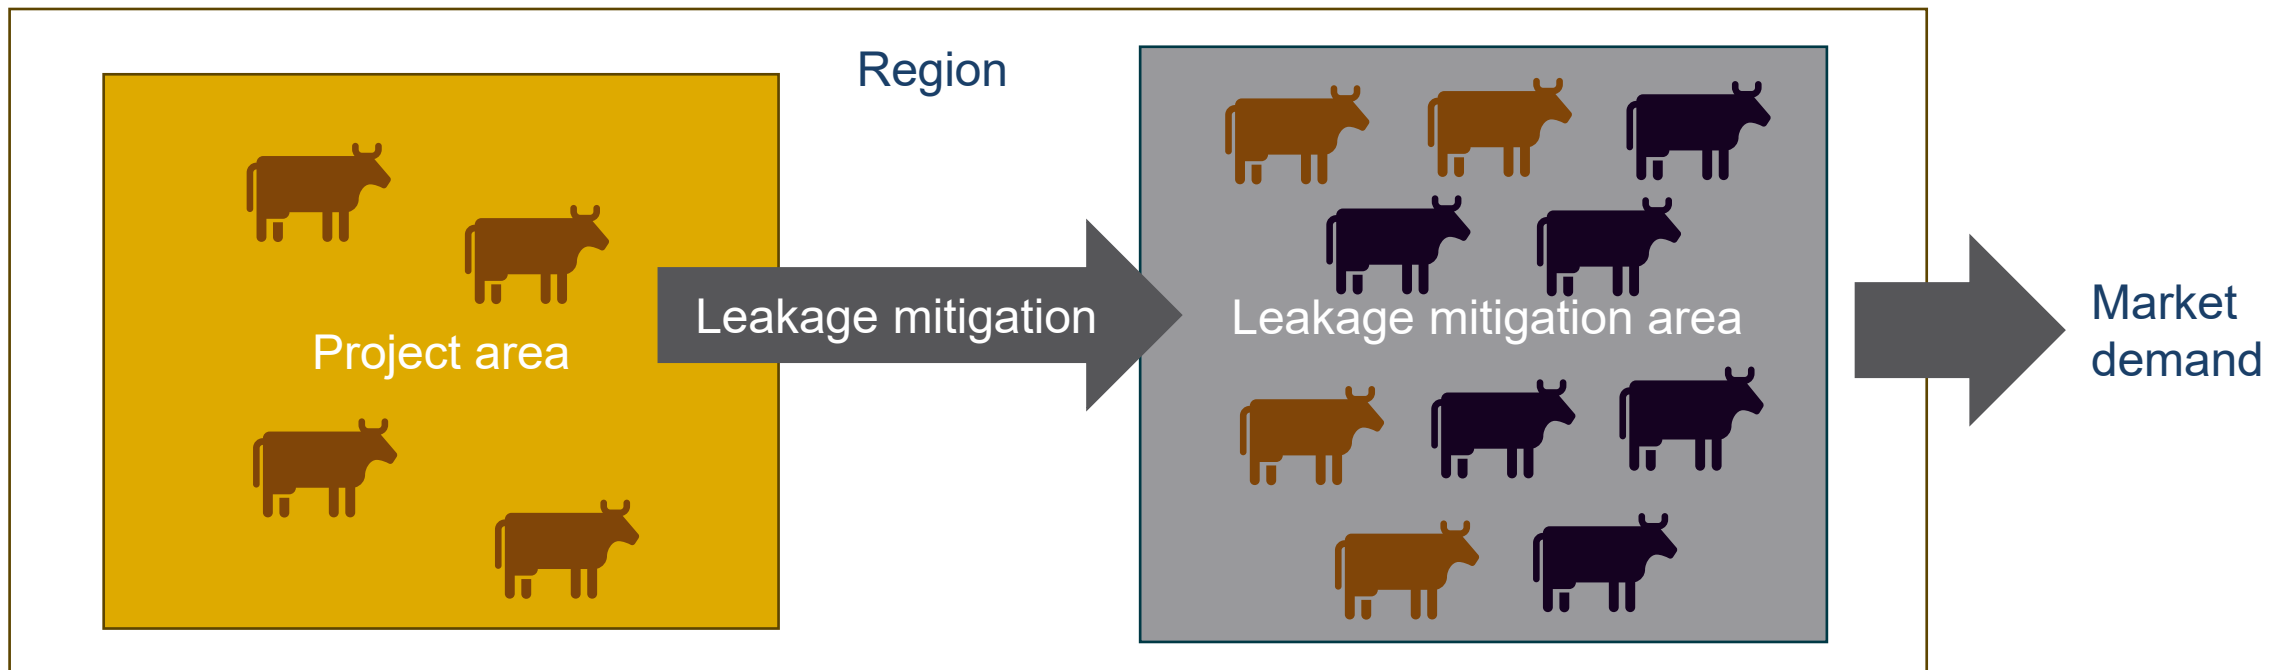 Region
Project area
Leakage mitigation
Leakage mitigation area
Market
demand